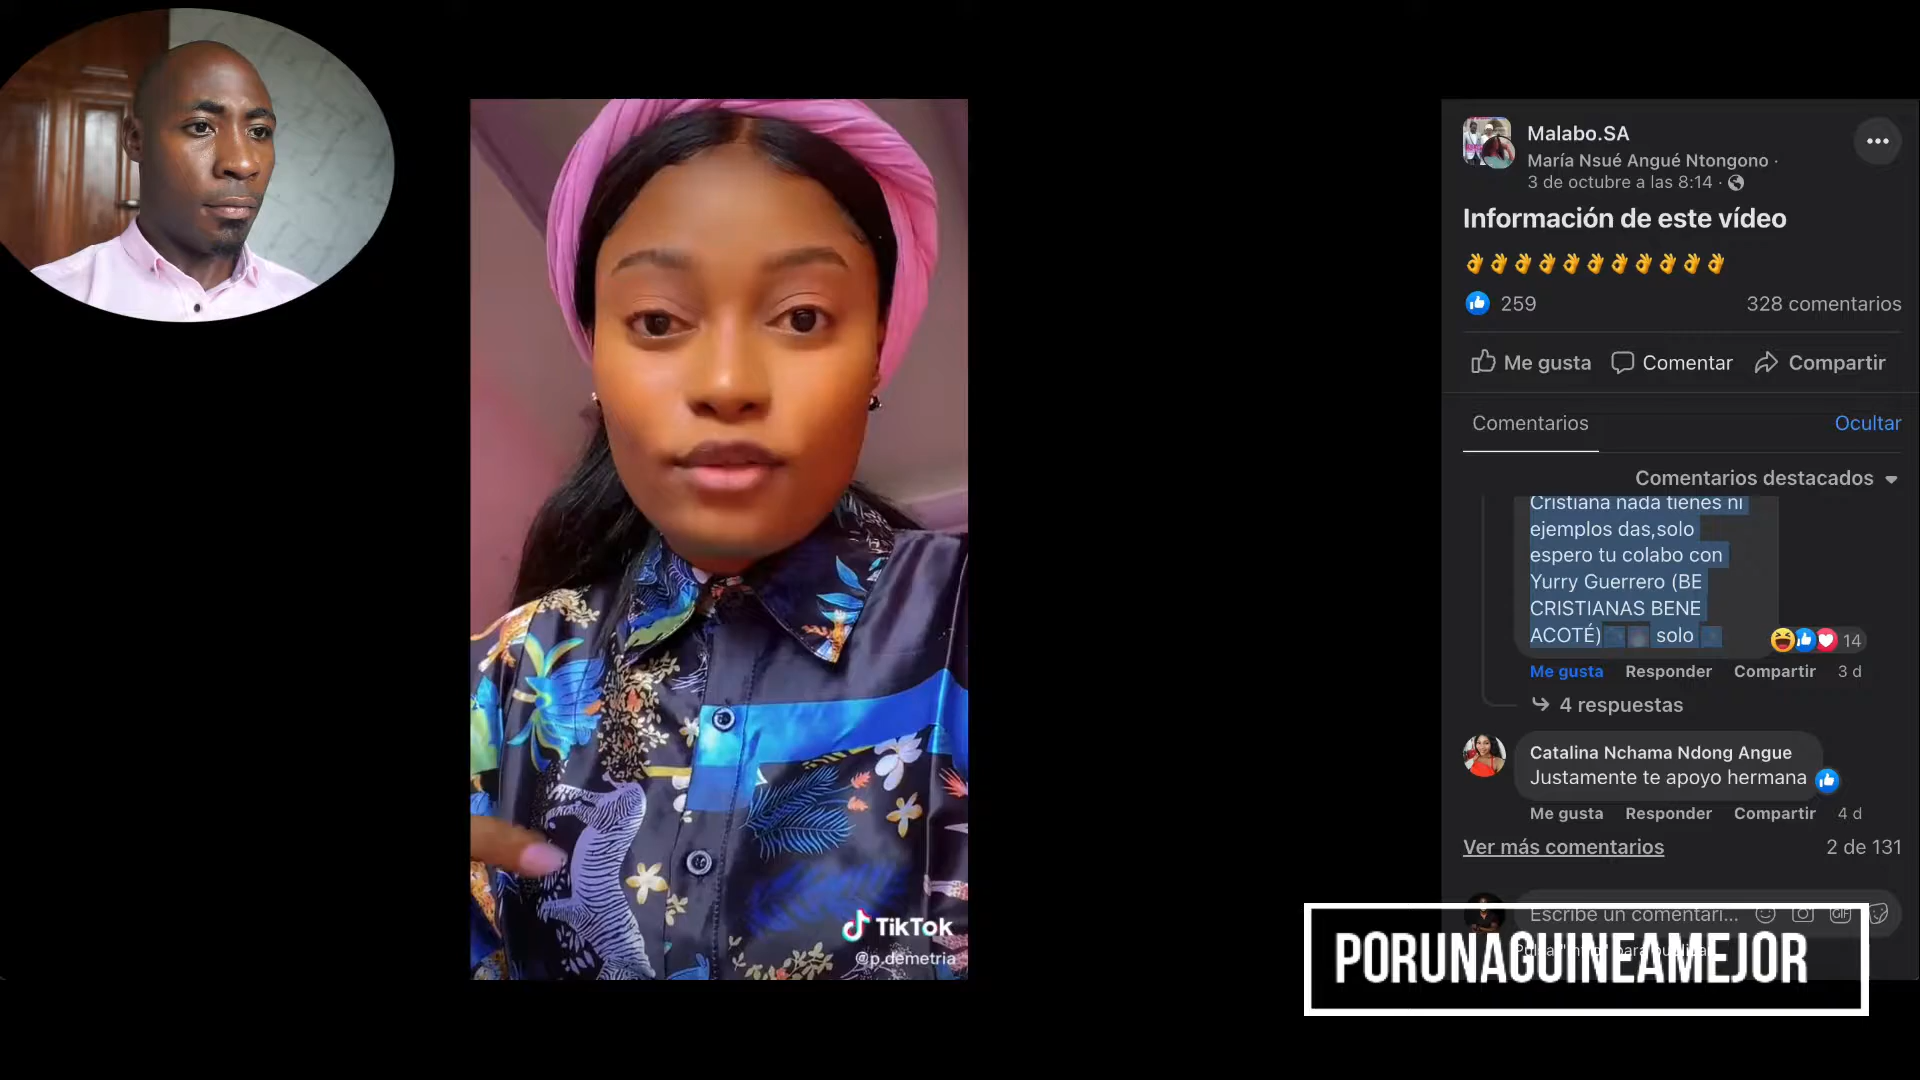 Malabo.SA
María Nsué Angué Ntongono ·
3 de octubre a las 8:14 ·
Información de este vídeo
259
328 comentarios
Me gusta
Comentar
Compartir
Comentarios
Ocultar
Comentarios destacados
Cristiana nada tienes ni
ejemplos das,solo
espero tu colabo con
Yurry Guerrero (BE
CRISTIANAS BENE
ACOTÉ) solo
14
Me gusta Responder Compartir 3 d
4 respuestas
Catalina Nchama Ndong Angue
Justamente te apoyo hermana
Me gusta Responder Compartir 4 d
Ver más comentarios
2 de 131
Escribe un comentari...
GIF
PORUNAGUINEAMEJOR
TikTok
@p.demetria